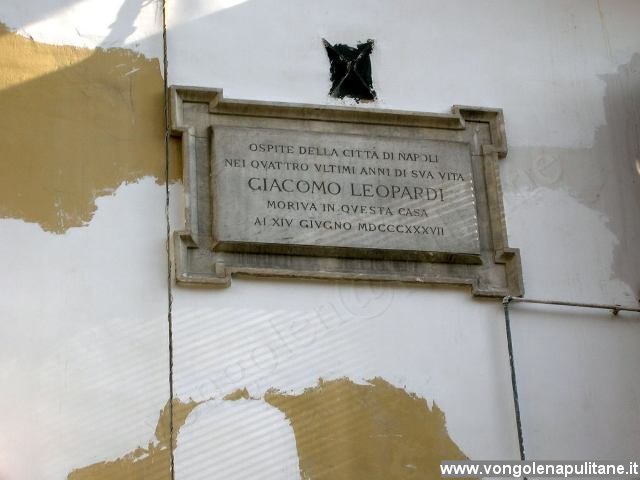 OSPITE DELLA CITTÀ DI NAPOLI
NEI QVATTRO VLTIMI ANNI DI SVA VITA
GIACOMO LEOPARDI
MORIVA IN QVESTA CASA
AI XIV GIVGNO MDCCCXXXVII
www.vongolenapulitane.it